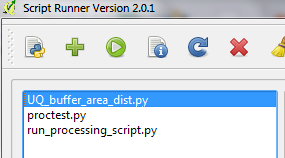 Script Runner Version 2.0.1
UQ_buffer_area_dist.py
proctest.py
run_processing_script.py